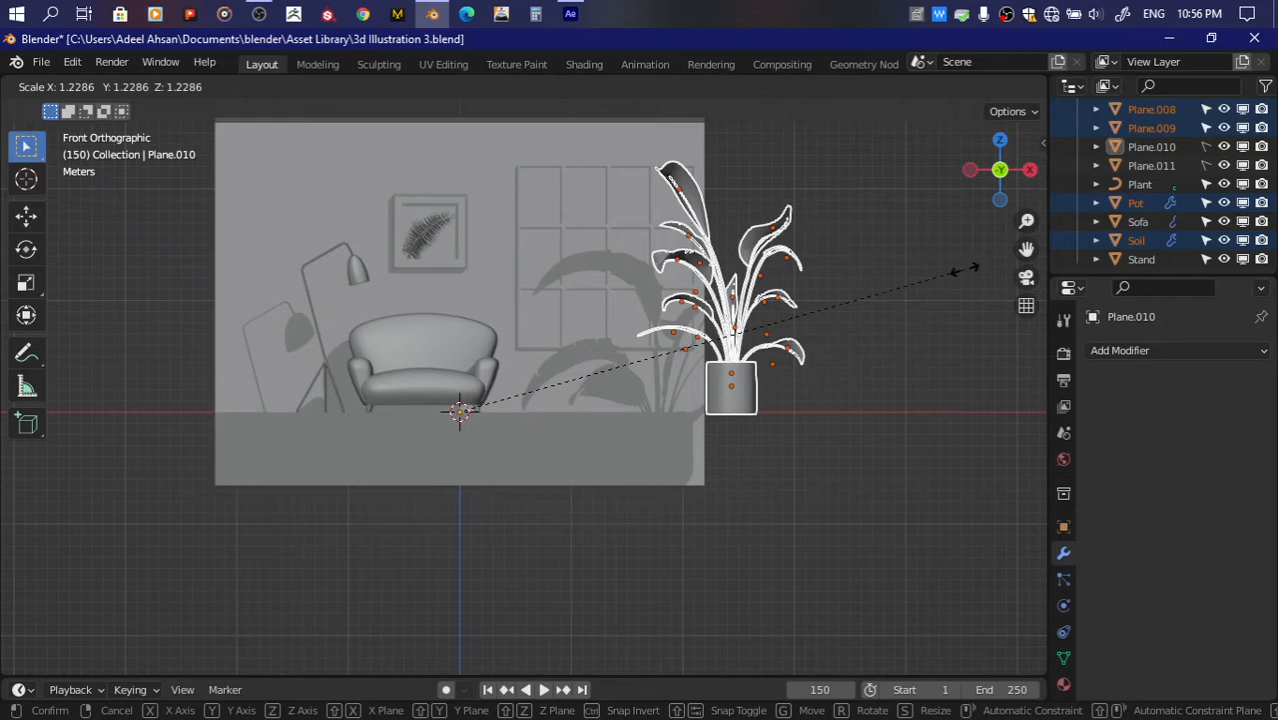 ENG
10:56 PM
Blender* [C:\Users\Adeel Ahsan\Documents\blender\Asset Library\3d Illustration 3.blend]
File Edit Render Window Help
Layout Modeling Sculpting UV Editing Texture Paint Shading Animation Rendering Compositing Geometry Nod
Scene
View Layer
Scale X: 1.2286 Y: 1.2286 Z: 1.2286
Options
Front Orthographic
(150) Collection | Plane.010
Meters
Z
X
Y
Plane.008
Plane.009
Plane.010
Plane.011
Plant
Pot
Sofa
Soil
Stand
Plane.010
Add Modifier
Playback Keying View Marker
150
Start 1
End 250
Confirm Cancel X X Axis Y Y Axis Z Z Axis X X Plane Y Y Plane Z Z Plane Ctrl Snap Invert Snap Toggle G Move R Rotate S Resize Automatic Constraint Automatic Constraint Plane